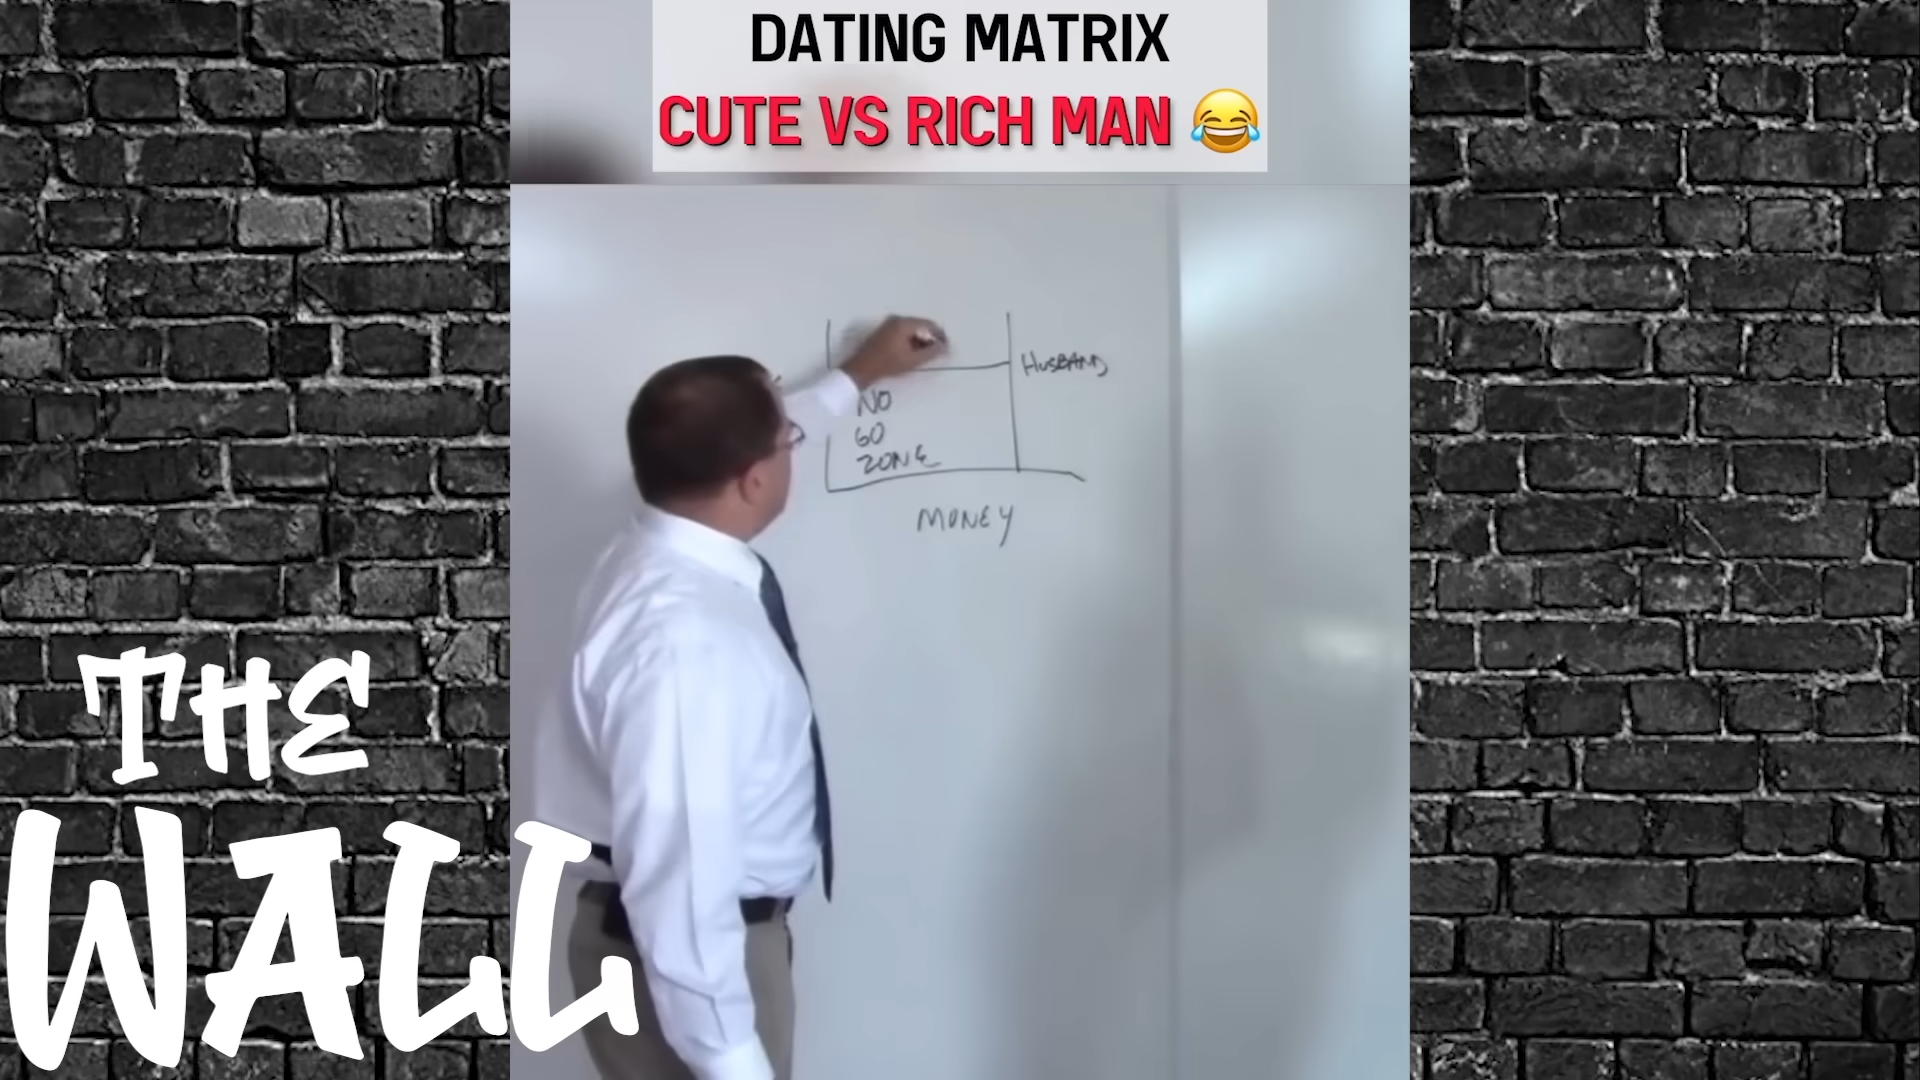 DATING MATRIX
CUTE VS RICH MAN 😂
HUSBAND
NO
GO
ZONE
MONEY
THE
WALL